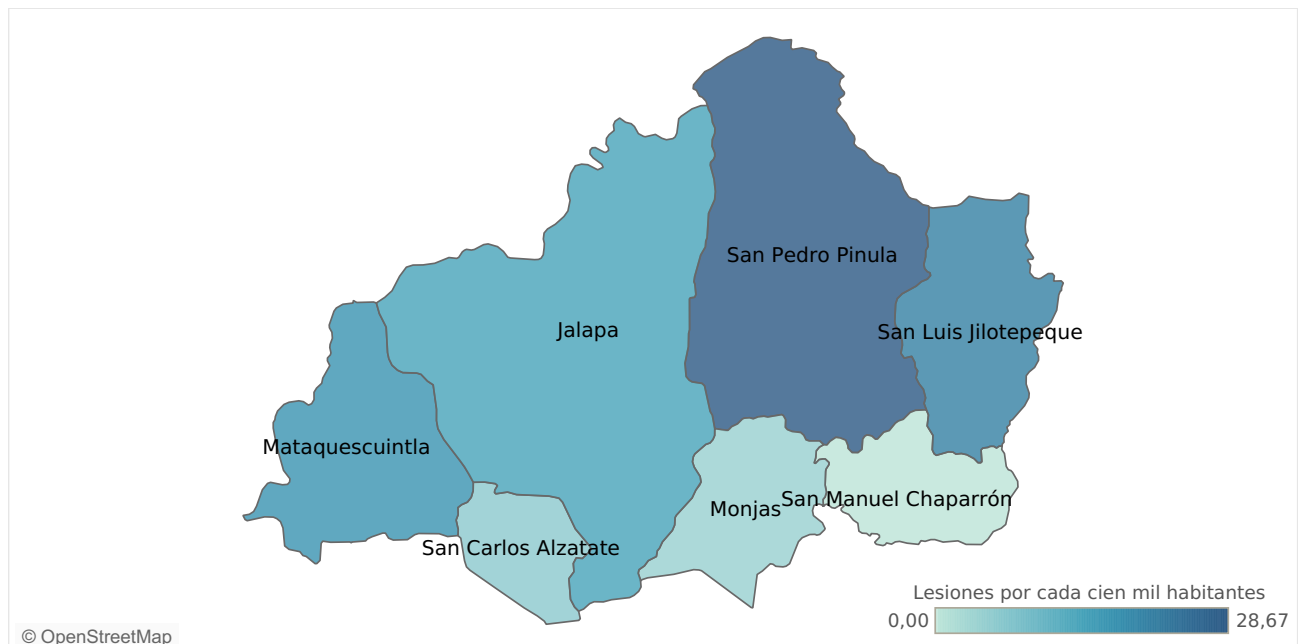 San Pedro Pinula
Jalapa
San Luis Jilotepeque
Mataquescuintla
San Manuel Chaparrón
Monjas
San Carlos Alzatate
Lesiones por cada cien mil habitantes
0,00
28,67
© OpenStreetMap